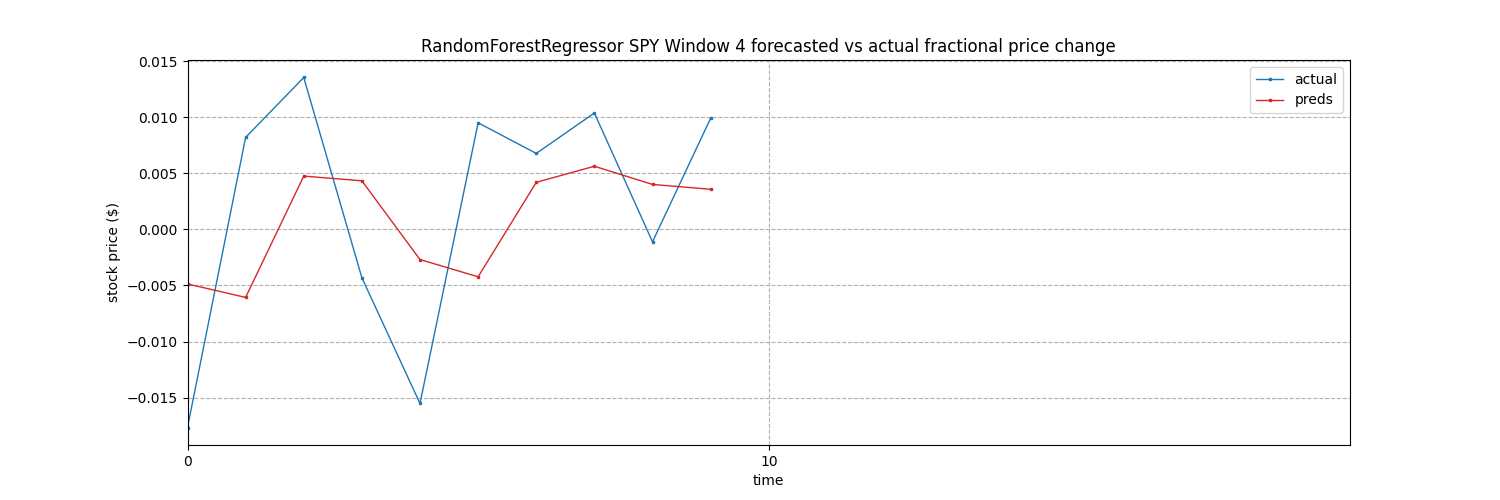 RandomForestRegressor SPY Window 4 forecasted vs actual fractional price change
0.015
0.010
0.005
0.000
−0.005
−0.010
−0.015
stock price ($)
actual
preds
0
10
time